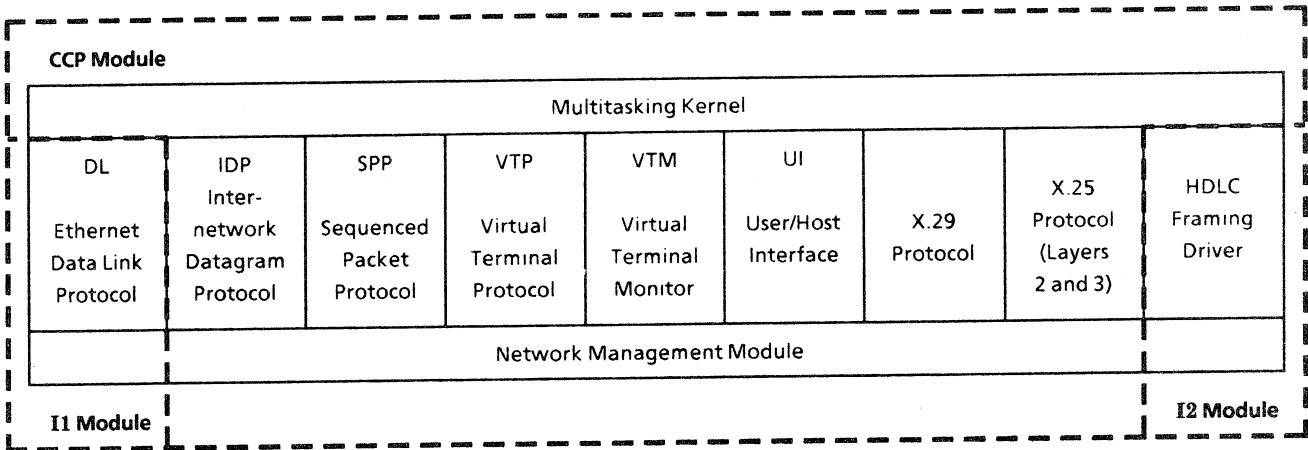 CCP Module
Multitasking Kernel
DL
Ethernet
Data Link
Protocol
IDP
Inter-
network
Datagram
Protocol
SPP
Sequenced
Packet
Protocol
VTP
Virtual
Terminal
Protocol
VTM
Virtual
Terminal
Monitor
UI
User/Host
Interface
X.29
Protocol
X.25
Protocol
(Layers
2 and 3)
HDLC
Framing
Driver
Network Management Module
I1 Module
I2 Module